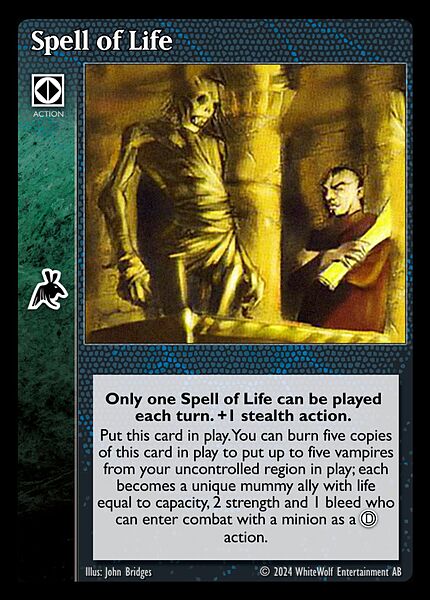 Spell of Life
ACTION
Only one Spell of Life can be played
each turn. +1 stealth action.
Put this card in play. You can burn five copies
of this card in play to put up to five vampires
from your uncontrolled region in play; each
becomes a unique mummy ally with life
equal to capacity, 2 strength and 1 bleed who
can enter combat with a minion as a Ⓓ
action.
Illus: John Bridges © 2024 WhiteWolf Entertainment AB